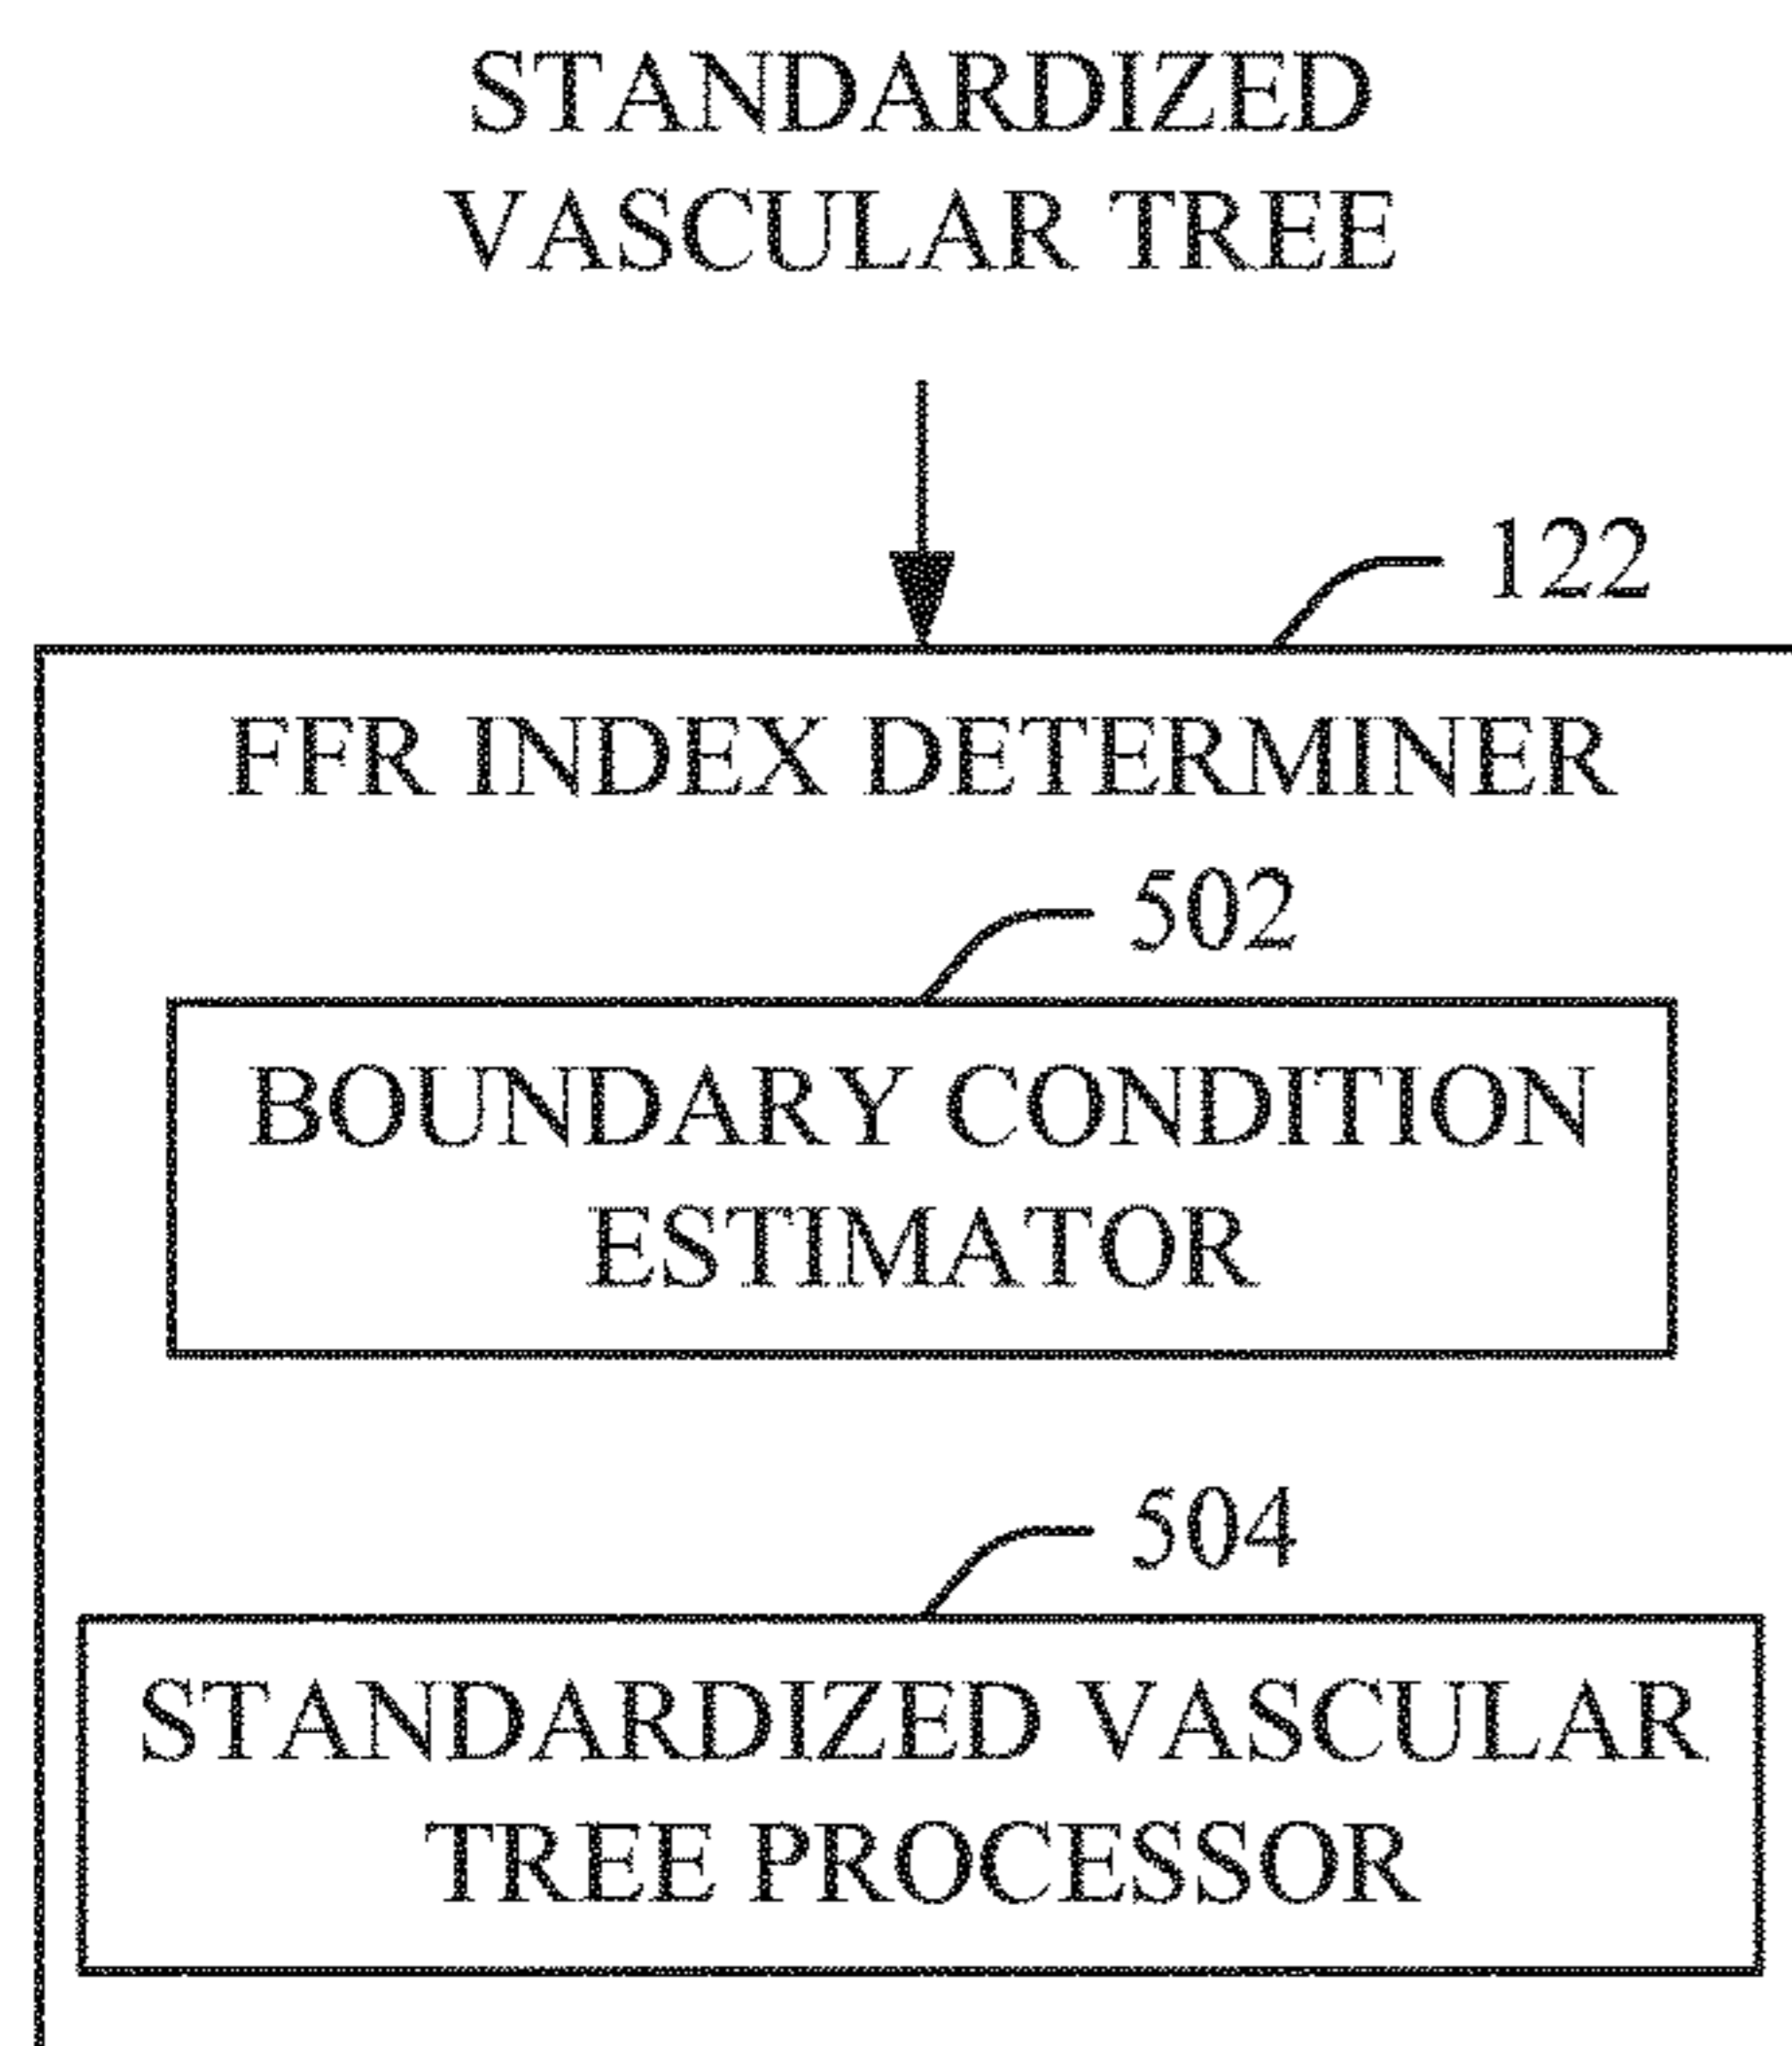 STANDARDIZED
VASCULAR TREE
122
FFR INDEX DETERMINER
502
BOUNDARY CONDITION
ESTIMATOR
504
STANDARDIZED VASCULAR
TREE PROCESSOR